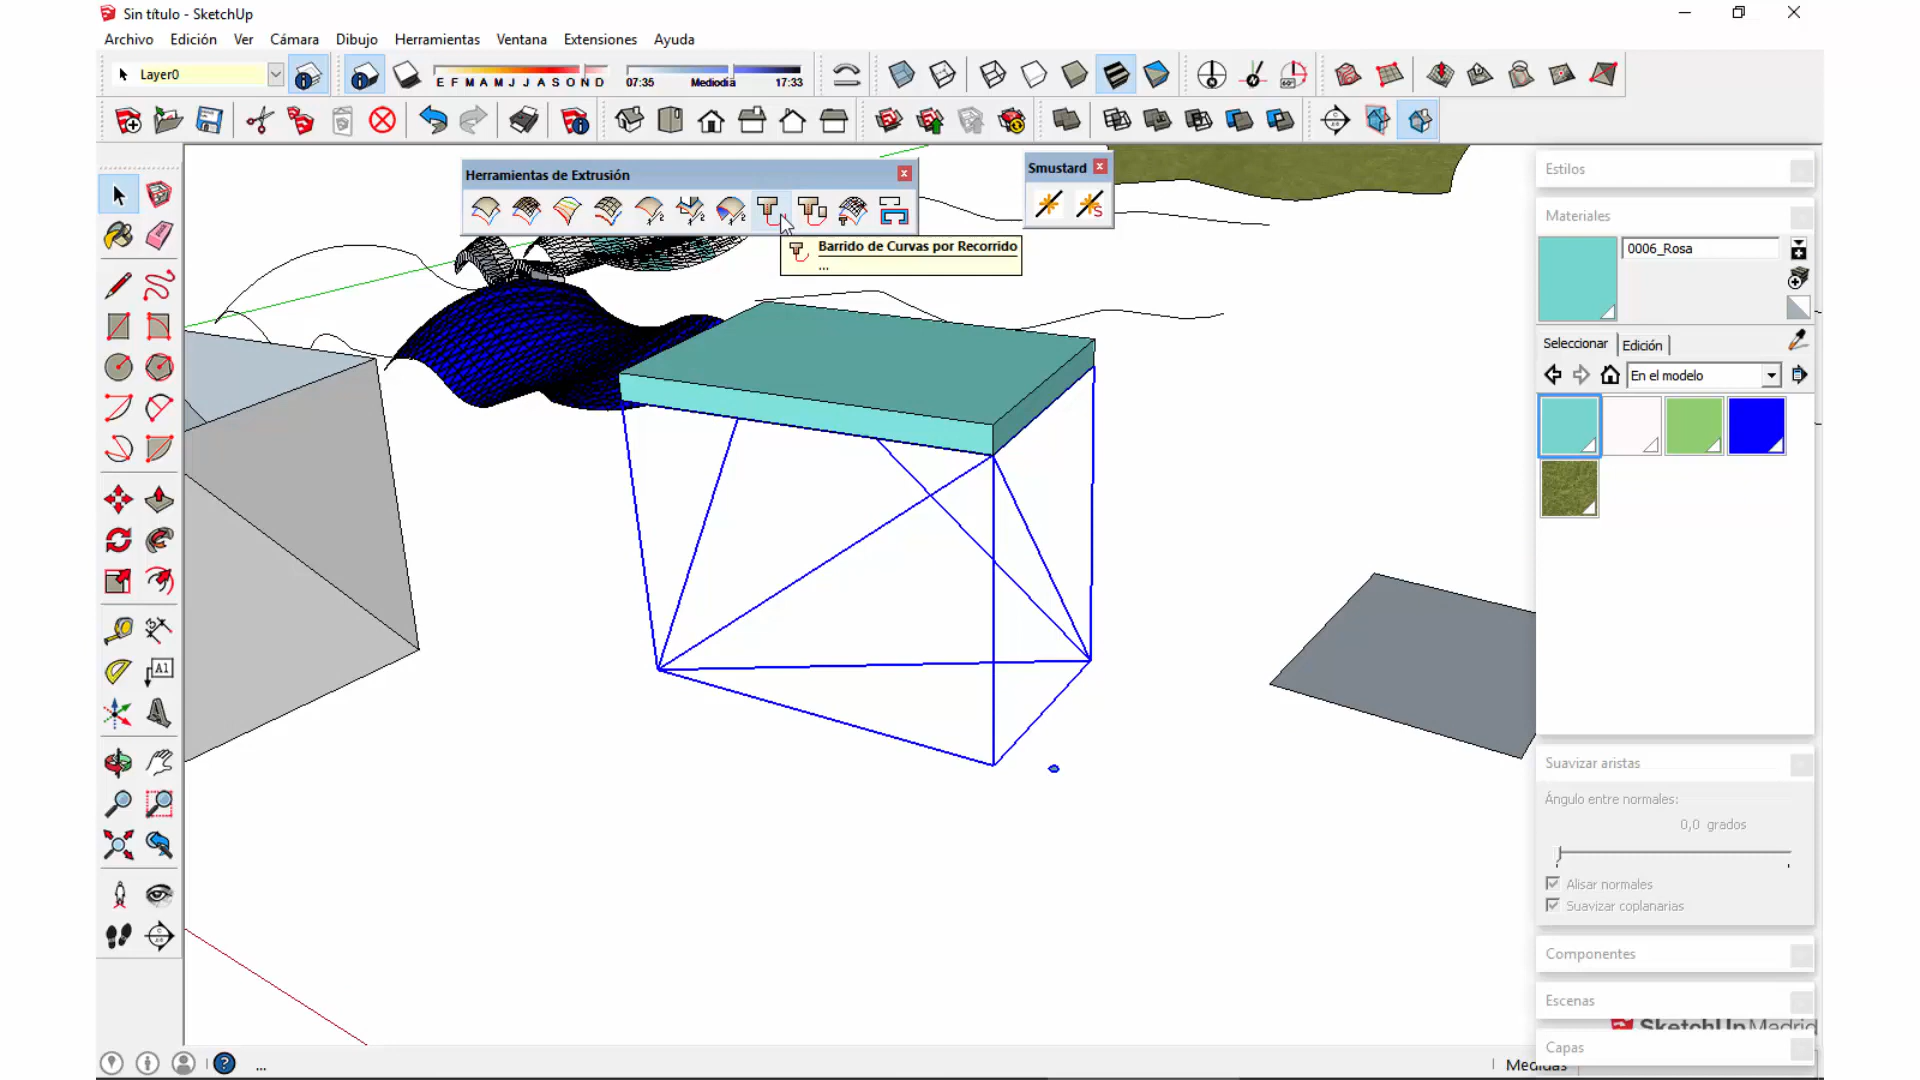 Sin título - SketchUp
Archivo Edición Ver Cámara Dibujo Herramientas Ventana Extensiones Ayuda
Layer0
E F M A M J J A S O N D
07:35 Mediodía 17:33
Herramientas de Extrusión
Smustard
Barrido de Curvas por Recorrido
...
A1
Estilos
Materiales
0006_Rosa
Seleccionar
Edición
En el modelo
Suavizar aristas
Ángulo entre normales:
0,0 grados
Alisar normales
Suavizar coplanarias
Componentes
Escenas
SketchUpMadrid
Capas
...
Medidas